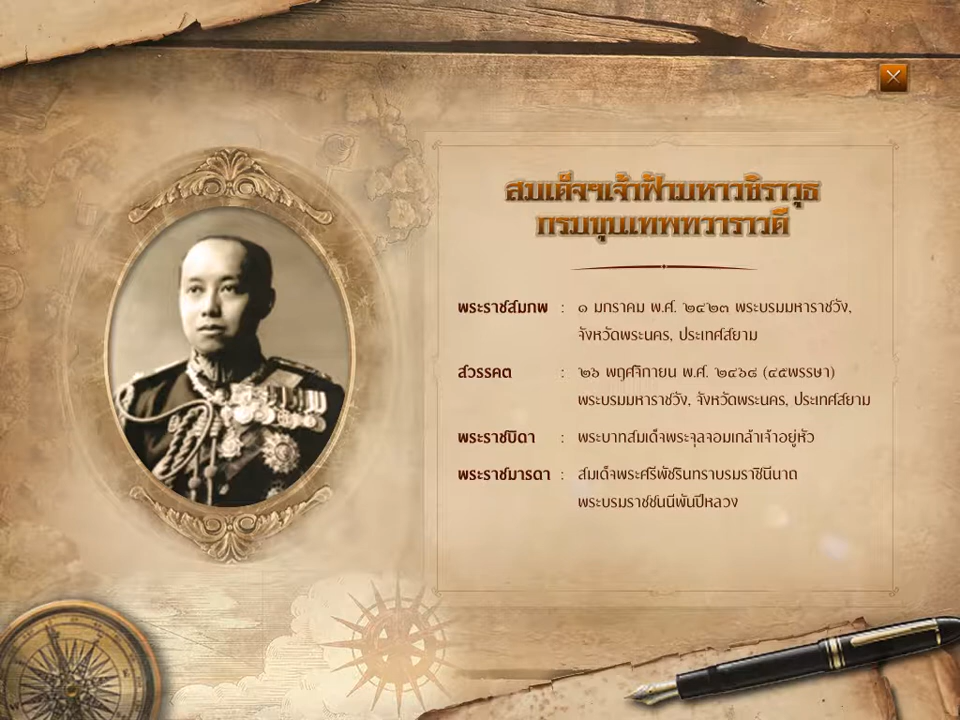 สมเด็จฯเจ้าฟ้ามหาวชิราวุธ
กรมขุนเทพทวาราวดี
พระราชสมภพ : ๑ มกราคม พ.ศ. ๒๔๒๓ พระบรมมหาราชวัง,
จังหวัดพระนคร, ประเทศสยาม
สวรรคต : ๒๖ พฤศจิกายน พ.ศ. ๒๔๖๘ (๔๕พรรษา)
พระบรมมหาราชวัง, จังหวัดพระนคร, ประเทศสยาม
พระราชบิดา : พระบาทสมเด็จพระจุลจอมเกล้าเจ้าอยู่หัว
พระราชมารดา : สมเด็จพระศรีพัชรินทราบรมราชินีนาถ
พระบรมราชชนนีพันปีหลวง